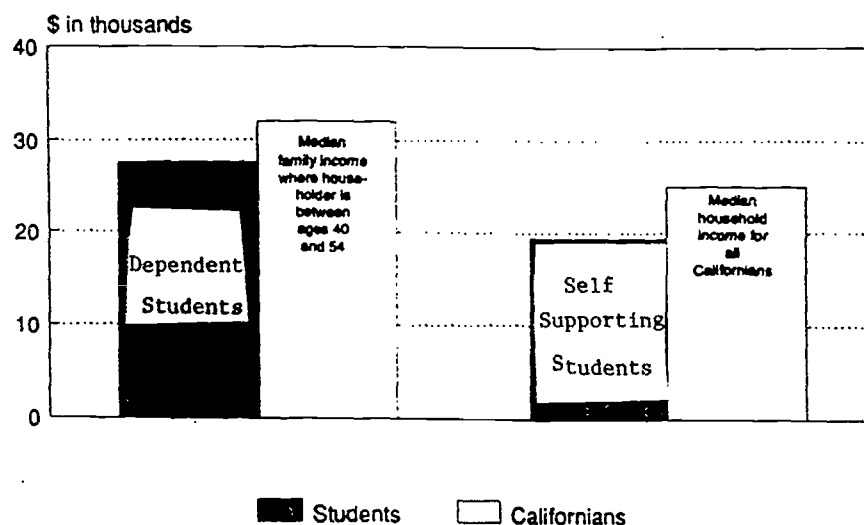 $ in thousands
40
30
20
10
0
Dependent
Students
Median
family income
where house-
holder is
between
ages 40
and 54
Self
Supporting
Students
Median
household
income for
all
Californians
Students
Californians